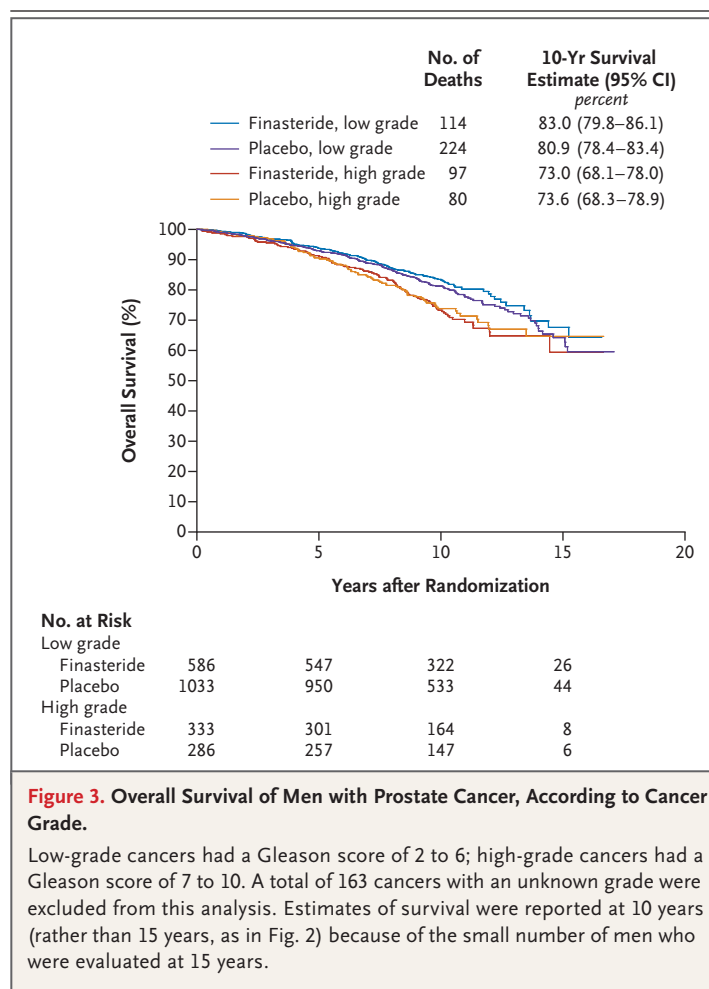 No. of 10-Yr Survival
Deaths Estimate (95% CI)
percent
Finasteride, low grade 114 83.0 (79.8–86.1)
Placebo, low grade 224 80.9 (78.4–83.4)
Finasteride, high grade 97 73.0 (68.1–78.0)
Placebo, high grade 80 73.6 (68.3–78.9)
100
90
80
70
60
50
40
30
20
10
0
Overall Survival (%)
0 5 10 15 20
Years after Randomization
No. at Risk
Low grade
Finasteride 586 547 322 26
Placebo 1033 950 533 44
High grade
Finasteride 333 301 164 8
Placebo 286 257 147 6
Figure 3. Overall Survival of Men with Prostate Cancer, According to Cancer
Grade.
Low-grade cancers had a Gleason score of 2 to 6; high-grade cancers had a
Gleason score of 7 to 10. A total of 163 cancers with an unknown grade were
excluded from this analysis. Estimates of survival were reported at 10 years
(rather than 15 years, as in Fig. 2) because of the small number of men who
were evaluated at 15 years.